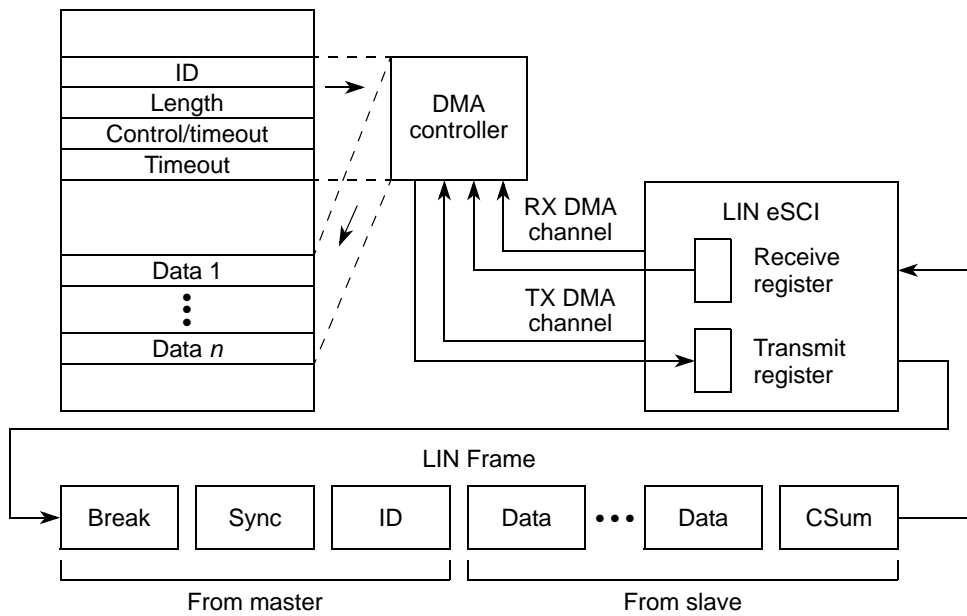 ID
Length
Control/timeout
Timeout
Data 1
Data n
DMA
controller
RX DMA
channel
TX DMA
channel
LIN eSCI
Receive
register
Transmit
register
LIN Frame
Break
Sync
ID
Data
•••
Data
CSum
From master
From slave